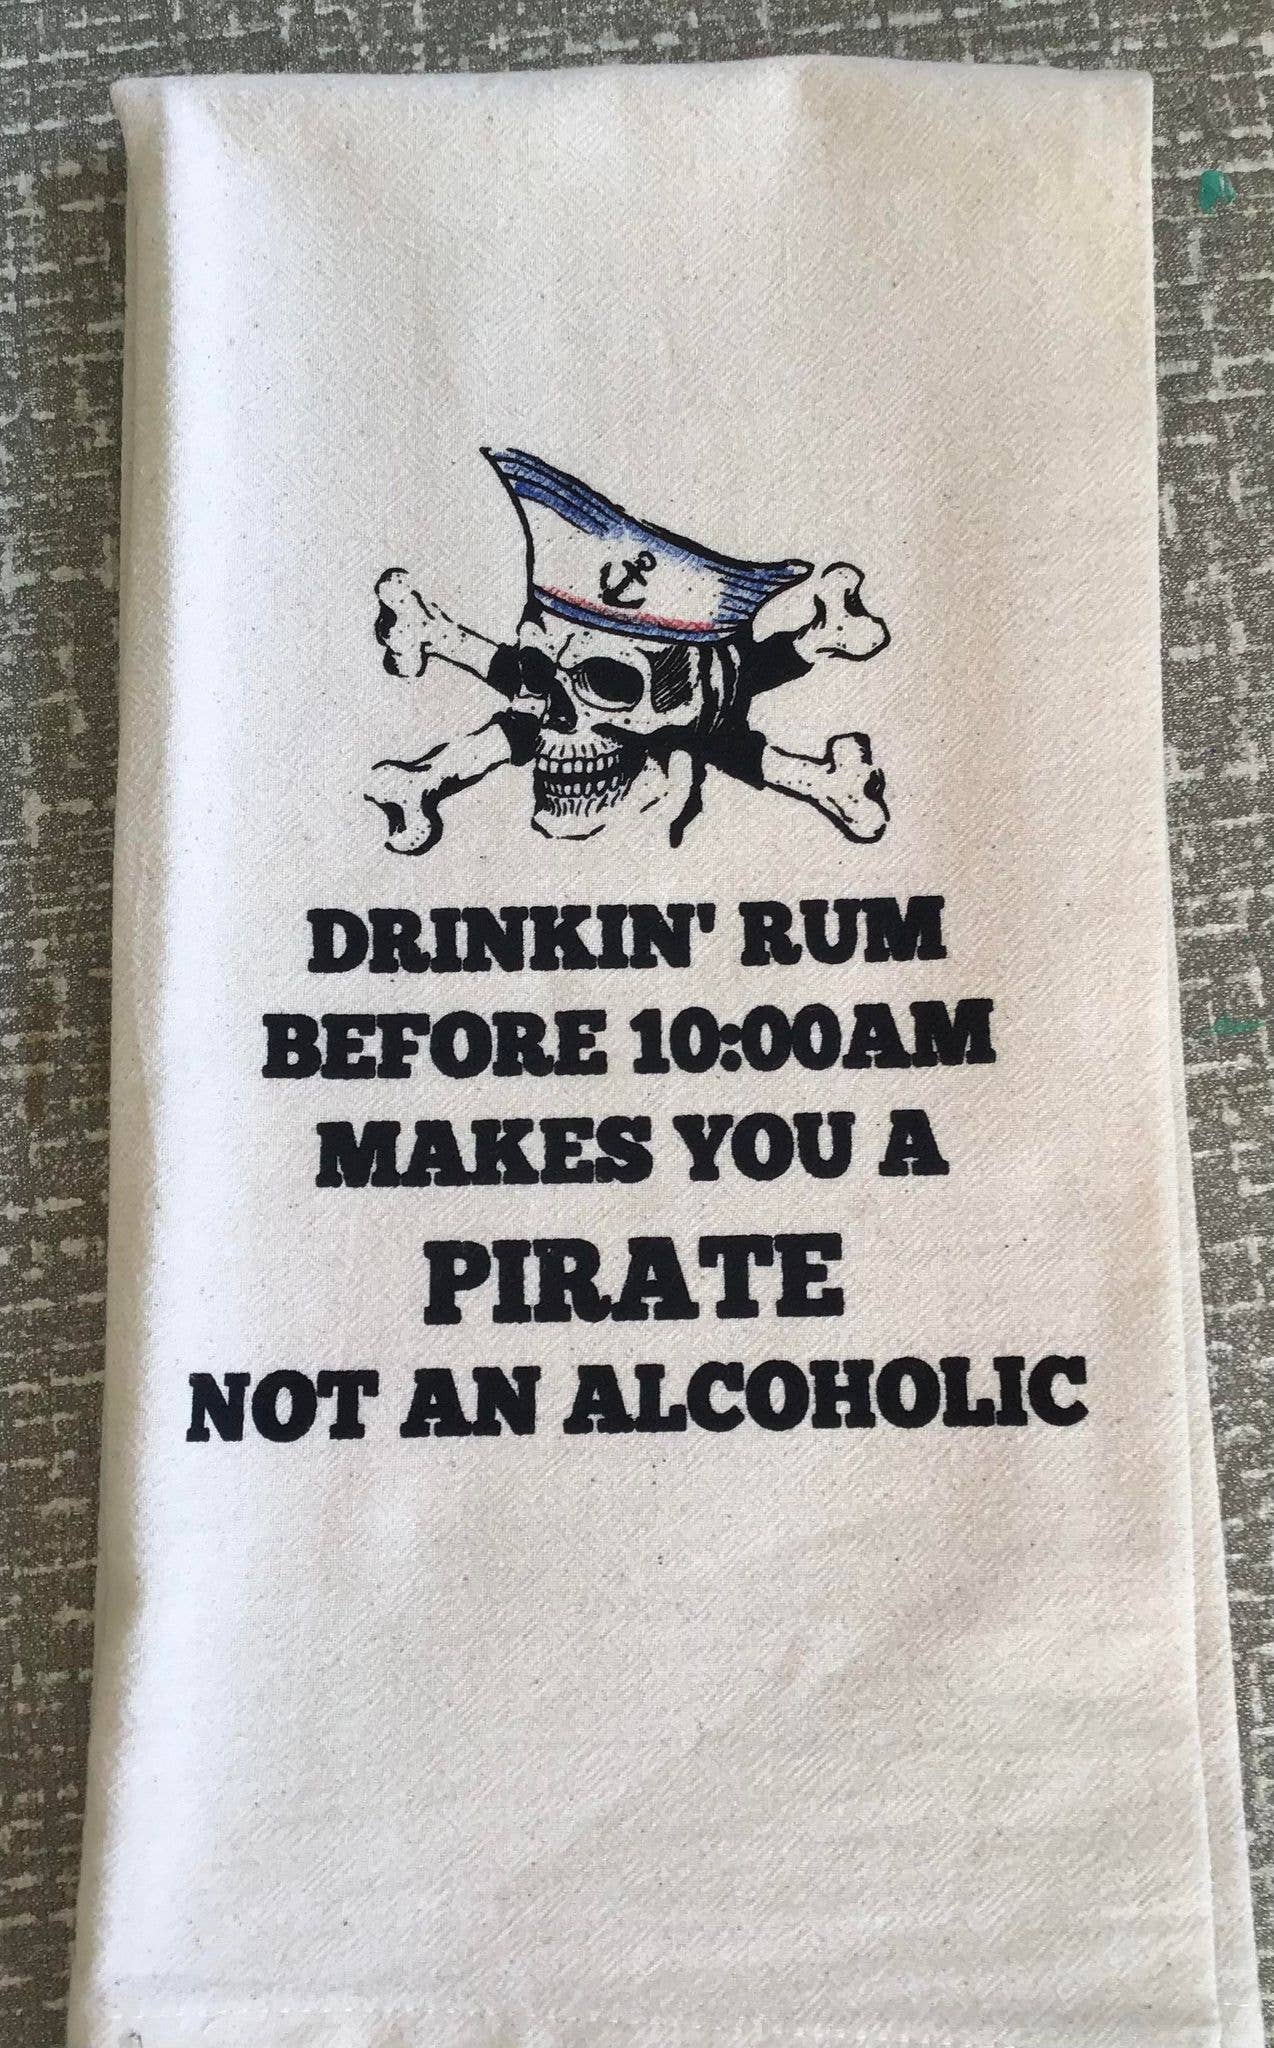 DRINKIN' RUM
BEFORE 10:00AM
MAKES YOU A
PIRATE
NOT AN ALCOHOLIC